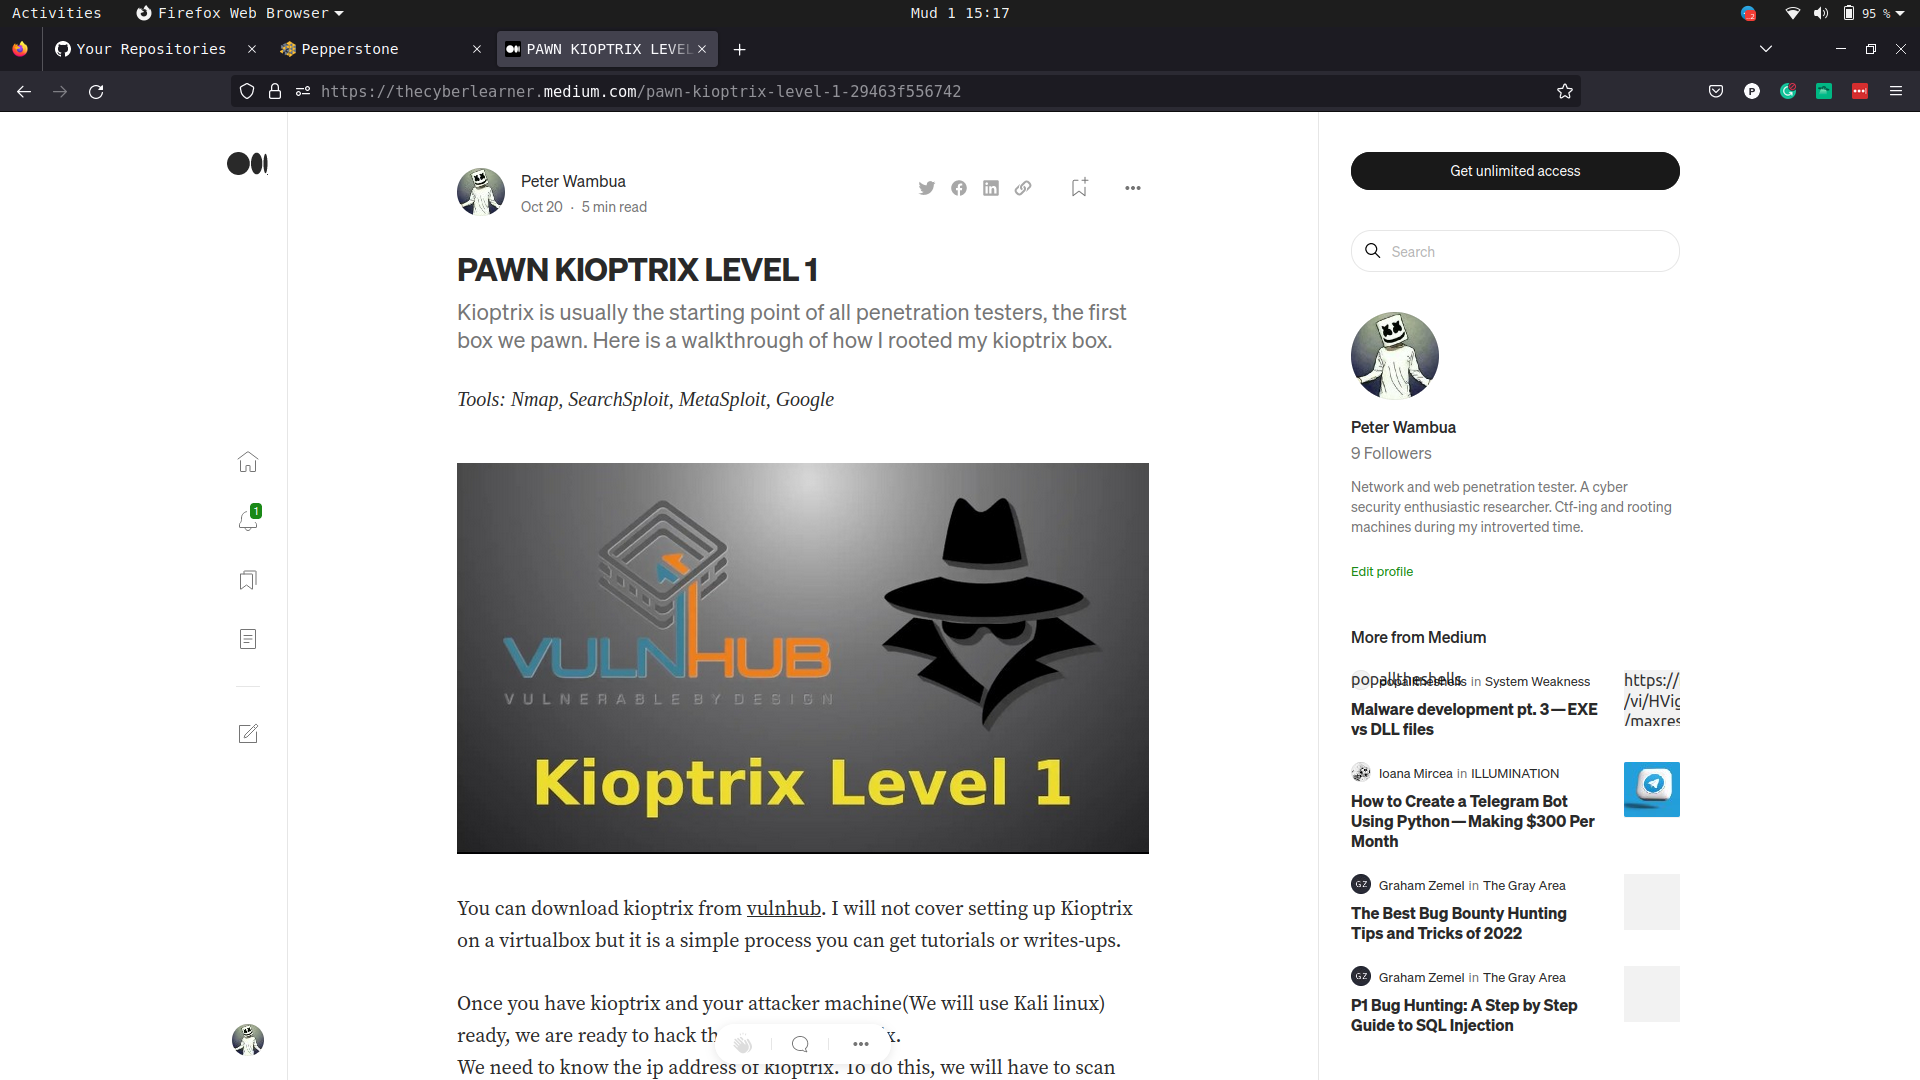 Activities
Firefox Web Browser
Mud 1 15:17
95 %
Your Repositories
Pepperstone
PAWN KIOPTRIX LEVEL
https://thecyberlearner.medium.com/pawn-kioptrix-level-1-29463f556742
Peter Wambua
Oct 20 · 5 min read
PAWN KIOPTRIX LEVEL 1
Kioptrix is usually the starting point of all penetration testers, the first
box we pawn. Here is a walkthrough of how I rooted my kioptrix box.
Tools: Nmap, SearchSploit, MetaSploit, Google
VULNHUB
VULNERABLE BY DESIGN
Kioptrix Level 1
You can download kioptrix from vulnhub. I will not cover setting up Kioptrix
on a virtualbox but it is a simple process you can get tutorials or writes-ups.
Once you have kioptrix and your attacker machine(We will use Kali linux)
ready, we are ready to hack th x.
We need to know the ip address of kioptrix. To do this, we will have to scan
1
Get unlimited access
Search
Peter Wambua
9 Followers
Network and web penetration tester. A cyber
security enthusiastic researcher. Ctf-ing and rooting
machines during my introverted time.
Edit profile
More from Medium
popalltheshells
popalltheshells in System Weakness
Malware development pt. 3 — EXE
vs DLL files
https://
/vi/HVig
/maxres
Ioana Mircea in ILLUMINATION
How to Create a Telegram Bot
Using Python — Making $300 Per
Month
GZ
Graham Zemel in The Gray Area
The Best Bug Bounty Hunting
Tips and Tricks of 2022
GZ
Graham Zemel in The Gray Area
P1 Bug Hunting: A Step by Step
Guide to SQL Injection